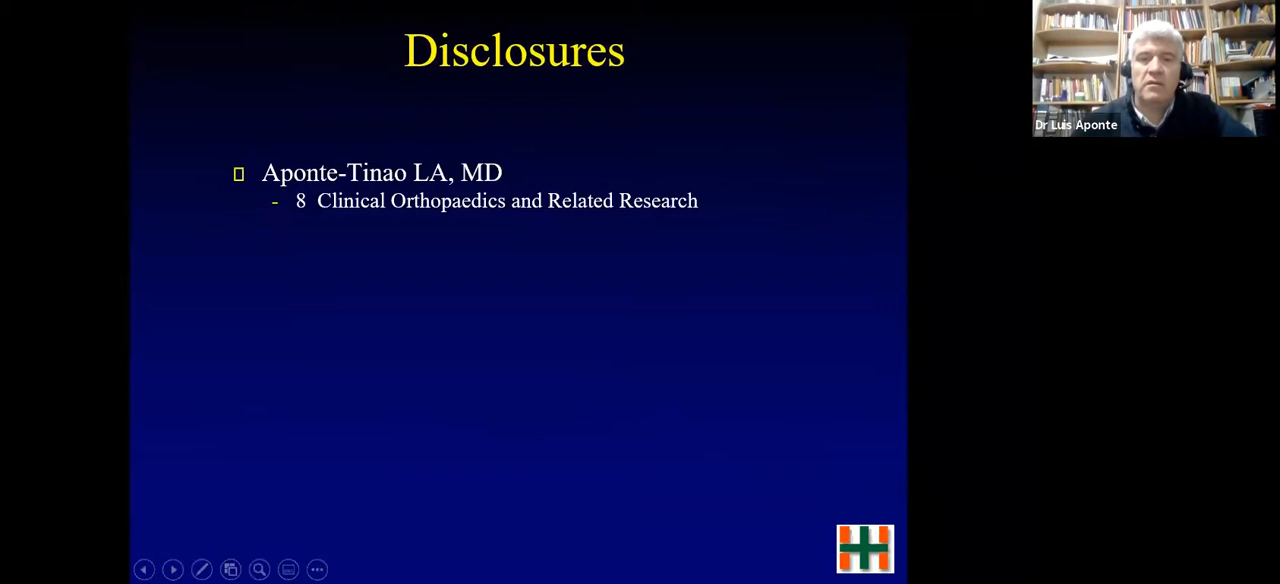 Disclosures
Aponte-Tinao LA, MD
- 8 Clinical Orthopaedics and Related Research
Dr Luis Aponte